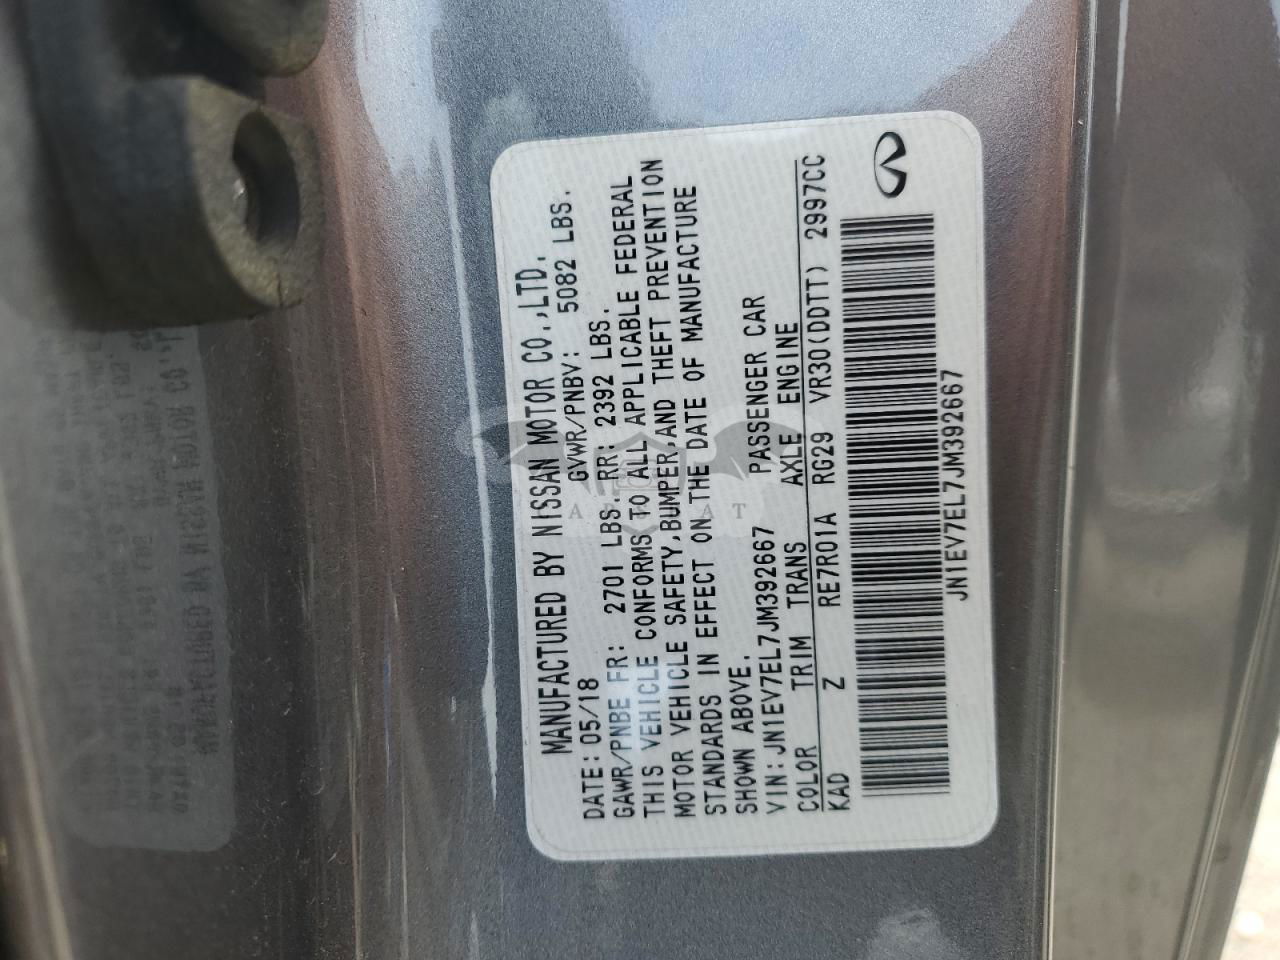 MANUFACTURED BY NISSAN MOTOR CO.,LTD.
DATE: 05/18 GVWR/PNBV: 5082 LBS.
GAWR/PNBE FR: 2701 LBS. RR: 2392 LBS.
THIS VEHICLE CONFORMS TO ALL APPLICABLE FEDERAL
MOTOR VEHICLE SAFETY,BUMPER,AND THEFT PREVENTION
STANDARDS IN EFFECT ON THE DATE OF MANUFACTURE
SHOWN ABOVE.
VIN: JN1EV7EL7JM392667 PASSENGER CAR
COLOR TRIM TRANS AXLE ENGINE
KAD Z RE7R01A RG29 VR30(DDTT) 2997CC
JN1EV7EL7JM392667